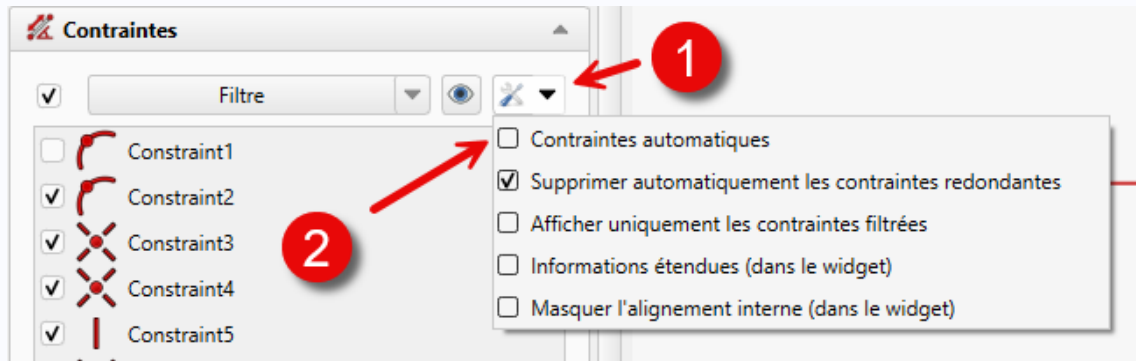 Contraintes
1
Filtre
Contraintes automatiques
Constraint1
Supprimer automatiquement les contraintes redondantes
Constraint2
Afficher uniquement les contraintes filtrées
Constraint3
2
Informations étendues (dans le widget)
Constraint4
Masquer l'alignement interne (dans le widget)
Constraint5